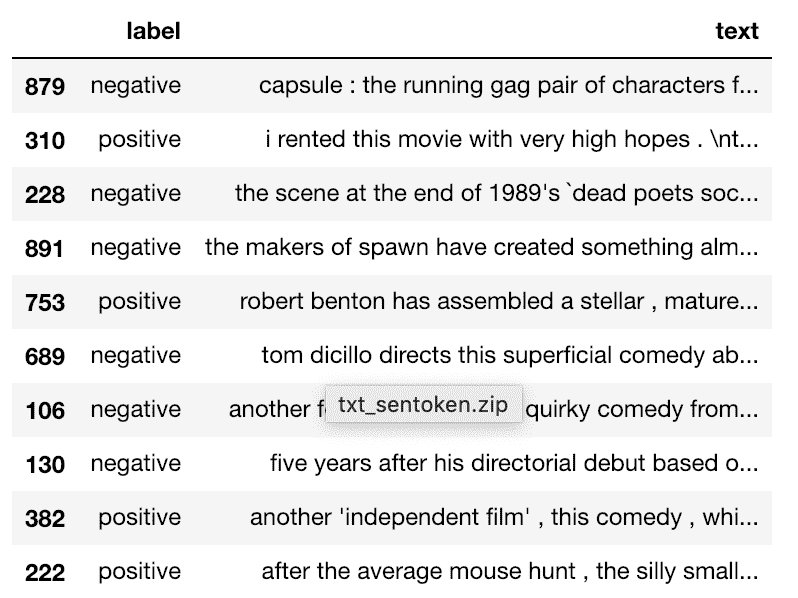 label text
879 negative capsule : the running gag pair of characters f...
310 positive i rented this movie with very high hopes . \nt...
228 negative the scene at the end of 1989's `dead poets soc...
891 negative the makers of spawn have created something alm...
753 positive robert benton has assembled a stellar , mature...
689 negative tom dicillo directs this superficial comedy ab...
106 negative another f txt_sentoken.zip quirky comedy from...
130 negative five years after his directorial debut based o...
382 positive another 'independent film' , this comedy , whi...
222 positive after the average mouse hunt , the silly small...